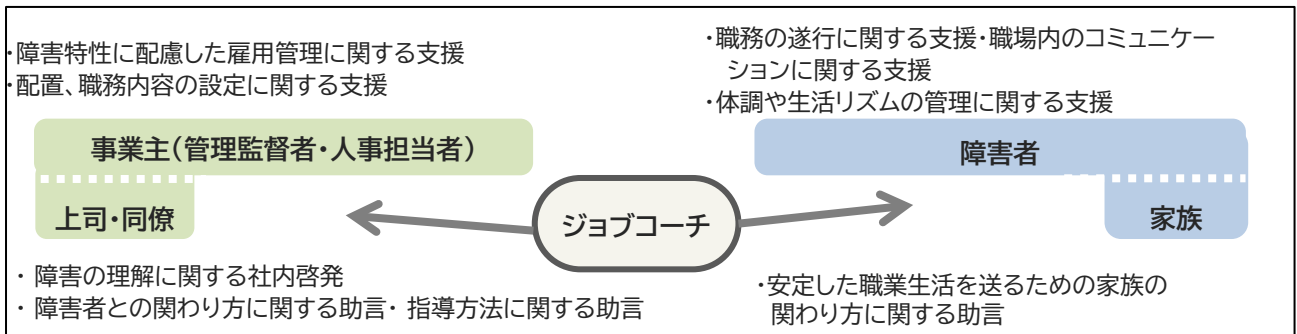 ・障害特性に配慮した雇用管理に関する支援
・配置、職務内容の設定に関する支援
事業主(管理監督者・人事担当者)
上司・同僚
・ 障害の理解に関する社内啓発
・ 障害者との関わり方に関する助言・ 指導方法に関する助言
ジョブコーチ
・職務の遂行に関する支援・職場内のコミュニケー
ションに関する支援
・体調や生活リズムの管理に関する支援
障害者
家族
・安定した職業生活を送るための家族の
関わり方に関する助言